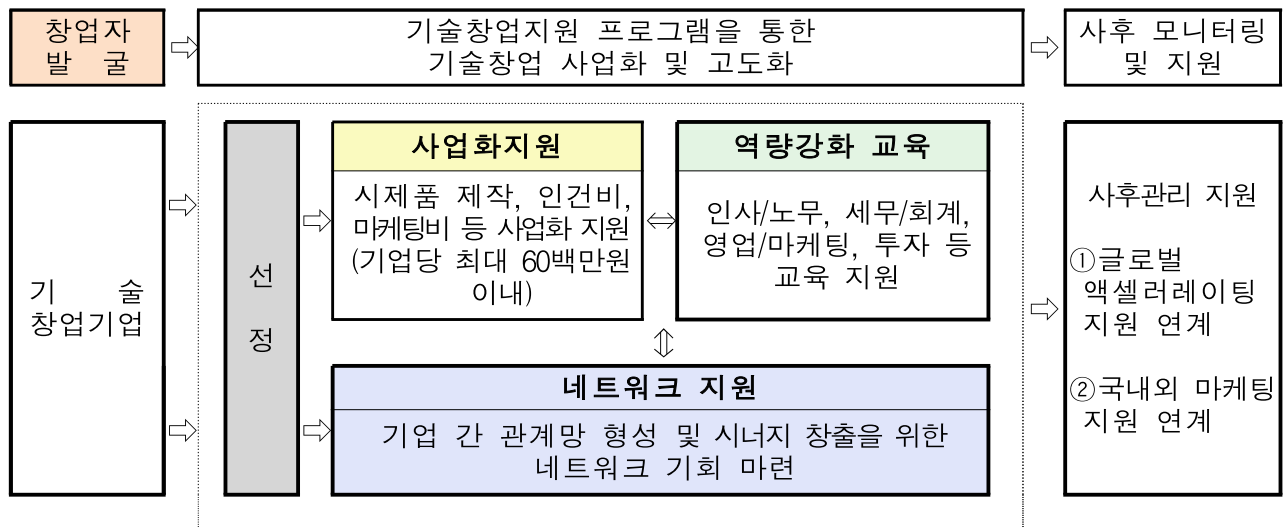 창업자
발 굴
⇨
기술창업지원 프로그램을 통한
기술창업 사업화 및 고도화
⇨
사후 모니터링
및 지원
기 술
창업기업
⇨
⇨
선
정
⇨
⇨
사업화지원
시제품 제작, 인건비,
마케팅비 등 사업화 지원
(기업당 최대 60백만원
이내)
⇔
역량강화 교육
인사/노무, 세무/회계,
영업/마케팅, 투자 등
교육 지원
⇕
네트워크 지원
기업 간 관계망 형성 및 시너지 창출을 위한
네트워크 기회 마련
⇨
사후관리 지원
①글로벌
액셀러레이팅
지원 연계
②국내외 마케팅
지원 연계